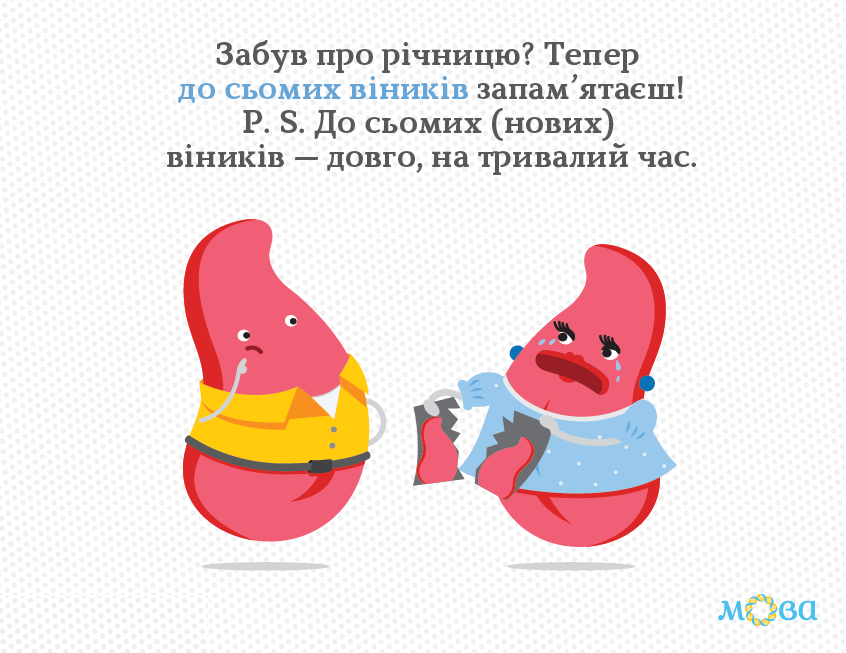 Забув про річницю? Тепер
до сьомих віників запам’ятаєш!
P. S. До сьомих (нових)
віників — довго, на тривалий час.
мова